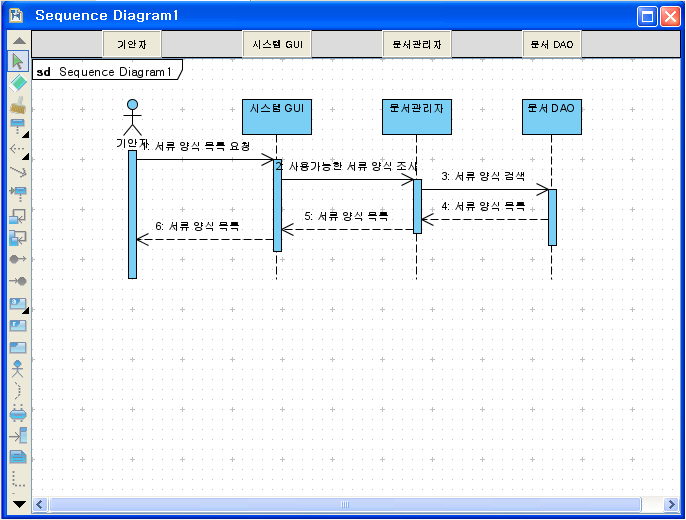 Sequence Diagram1
기안자
시스템 GUI
문서관리자
문서 DAO
sd Sequence Diagram1
시스템 GUI
문서관리자
문서 DAO
기안자
1: 서류 양식 목록 요청
2: 사용가능한 서류 양식 조사
3: 서류 양식 검색
4: 서류 양식 목록
5: 서류 양식 목록
6: 서류 양식 목록